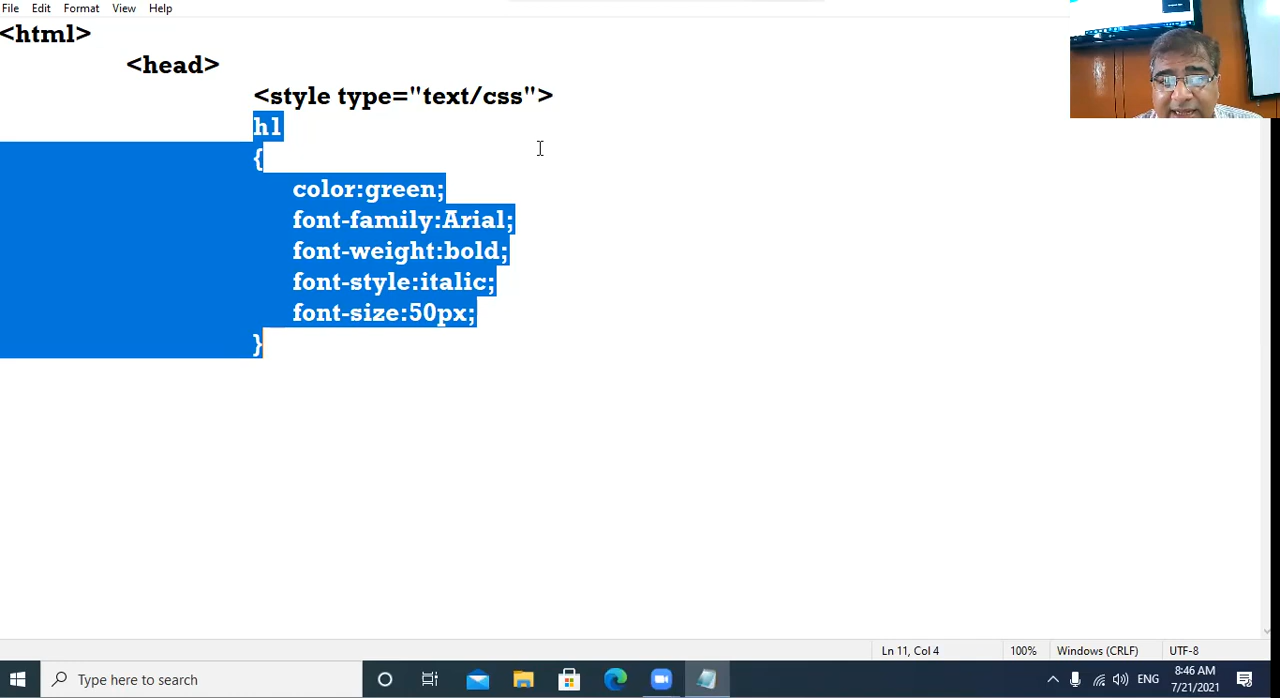 File Edit Format View Help
<html>
<head>
<style type="text/css">
h1
{
color:green;
font-family:Arial;
font-weight:bold;
font-style:italic;
font-size:50px;
}
Ln 11, Col 4 100% Windows (CRLF) UTF-8
Type here to search
ENG
8:46 AM
7/21/2021